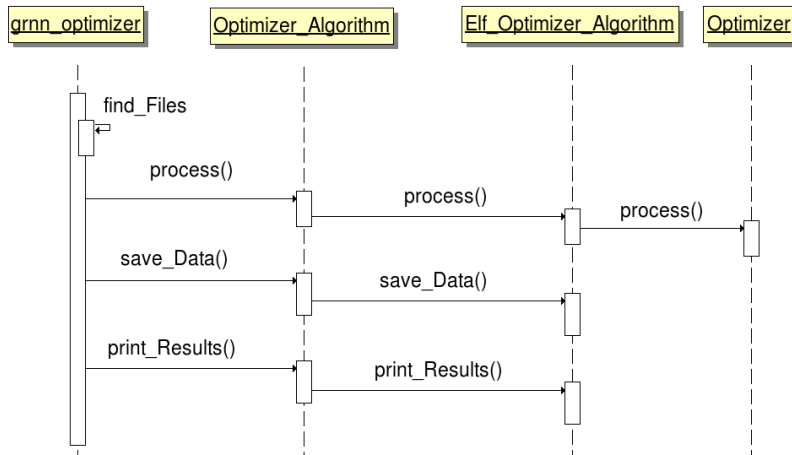 grnn_optimizer
Optimizer_Algorithm
Elf_Optimizer_Algorithm
Optimizer
find_Files
process()
process()
process()
save_Data()
save_Data()
print_Results()
print_Results()